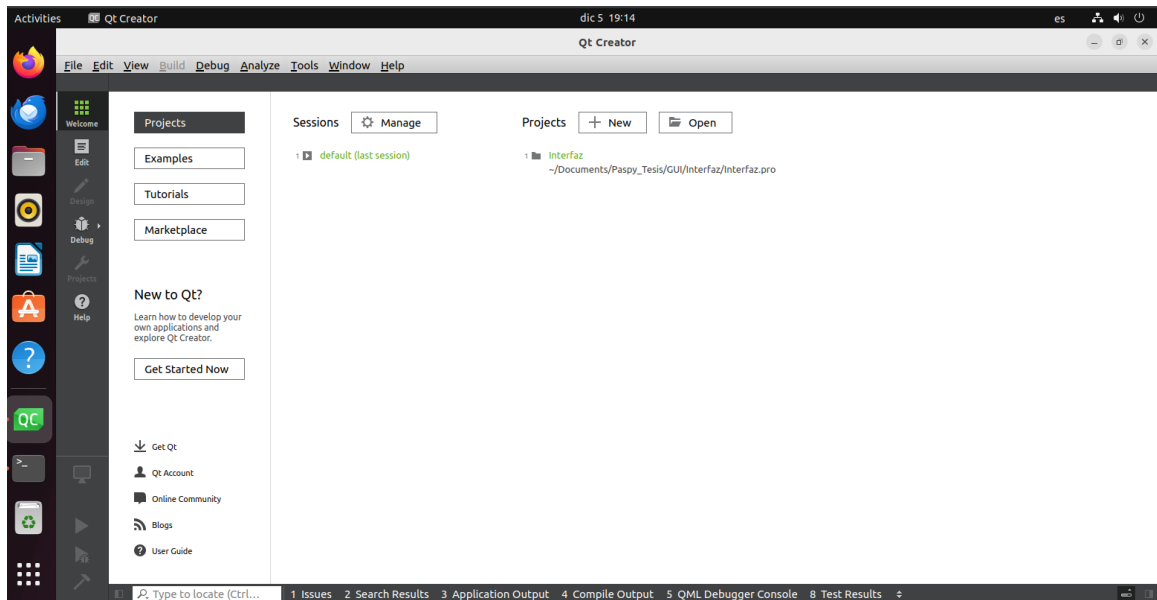 Activities QC Qt Creator dic 5 19:14 es
Qt Creator
File Edit View Build Debug Analyze Tools Window Help
Welcome
Edit
Design
Debug
Projects
Help
Projects
Examples
Tutorials
Marketplace
New to Qt?
Learn how to develop your
own applications and
explore Qt Creator.
Get Started Now
Get Qt
Qt Account
Online Community
Blogs
User Guide
Sessions Manage
1 default (last session)
Projects New Open
1 Interfaz
~/Documents/Paspy_Tesis/GUI/Interfaz/Interfaz.pro
QC
Type to locate (Ctrl... 1 Issues 2 Search Results 3 Application Output 4 Compile Output 5 QML Debugger Console 8 Test Results